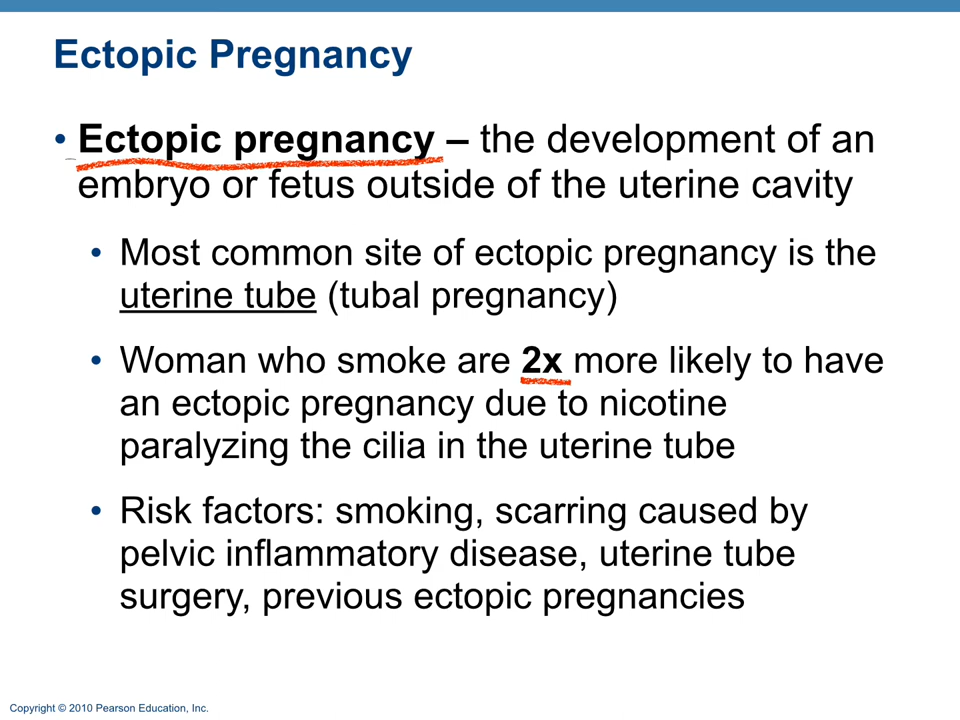 Ectopic Pregnancy
• Ectopic pregnancy – the development of an
embryo or fetus outside of the uterine cavity
• Most common site of ectopic pregnancy is the
uterine tube (tubal pregnancy)
• Woman who smoke are 2x more likely to have
an ectopic pregnancy due to nicotine
paralyzing the cilia in the uterine tube
• Risk factors: smoking, scarring caused by
pelvic inflammatory disease, uterine tube
surgery, previous ectopic pregnancies
Copyright © 2010 Pearson Education, Inc.